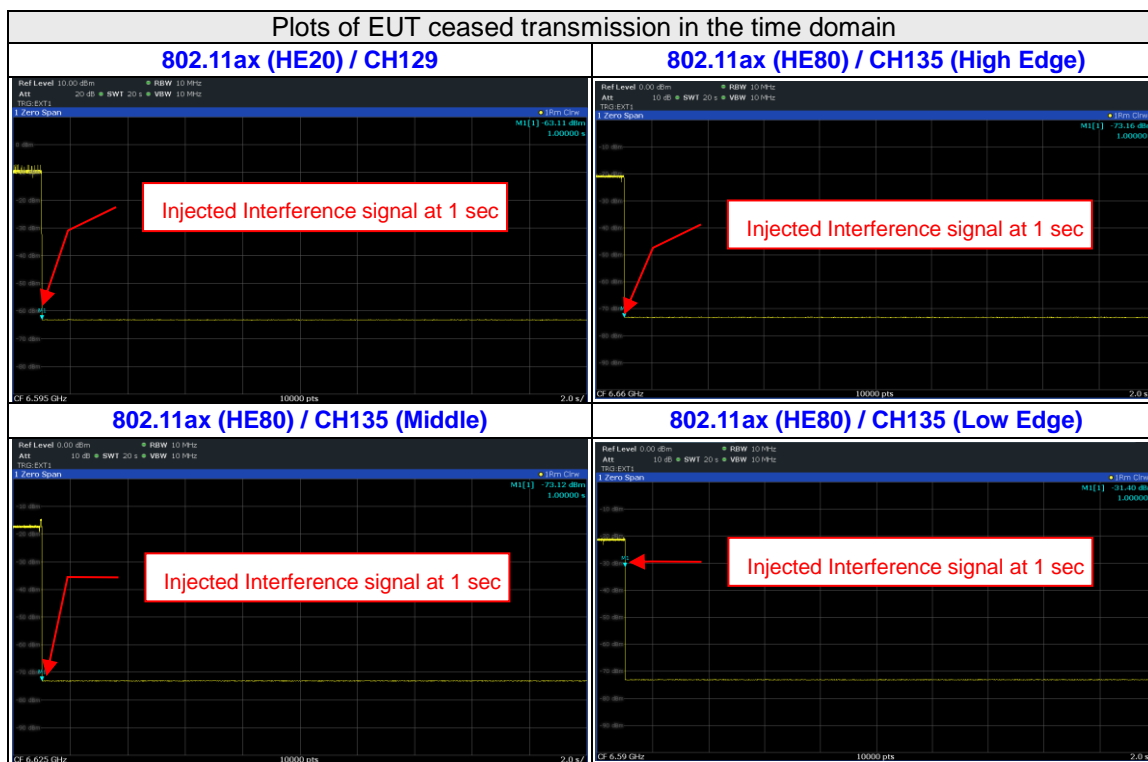 Plots of EUT ceased transmission in the time domain
802.11ax (HE20) / CH129
802.11ax (HE80) / CH135 (High Edge)
Ref Level 10.00 dBm RBW 10 MHz
Att 20 dB SWT 20 s VBW 10 MHz
TRG:EXT1
1 Zero Span 1Rm Clrw
M1[1] -63.11 dBm
1.00000 s
Injected Interference signal at 1 sec
M1
CF 6.595 GHz 10000 pts 2.0 s/
Ref Level 0.00 dBm RBW 10 MHz
Att 10 dB SWT 20 s VBW 10 MHz
TRG:EXT1
1 Zero Span 1Rm Clrw
M1[1] -73.16 dBm
1.00000
Injected Interference signal at 1 sec
CF 6.66 GHz 10000 pts 2.0 s
802.11ax (HE80) / CH135 (Middle)
802.11ax (HE80) / CH135 (Low Edge)
Ref Level 0.00 dBm RBW 10 MHz
Att 10 dB SWT 20 s VBW 10 MHz
TRG:EXT1
1 Zero Span 1Rm Clrw
M1[1] -73.12 dBm
1.00000 s
Injected Interference signal at 1 sec
CF 6.625 GHz 10000 pts 2.0 s/
Ref Level 0.00 dBm RBW 10 MHz
Att 10 dB SWT 20 s VBW 10 MHz
TRG:EXT1
1 Zero Span 1Rm Clrw
M1[1] -31.40 dBm
1.00000
M1
Injected Interference signal at 1 sec
CF 6.59 GHz 10000 pts 2.0 s